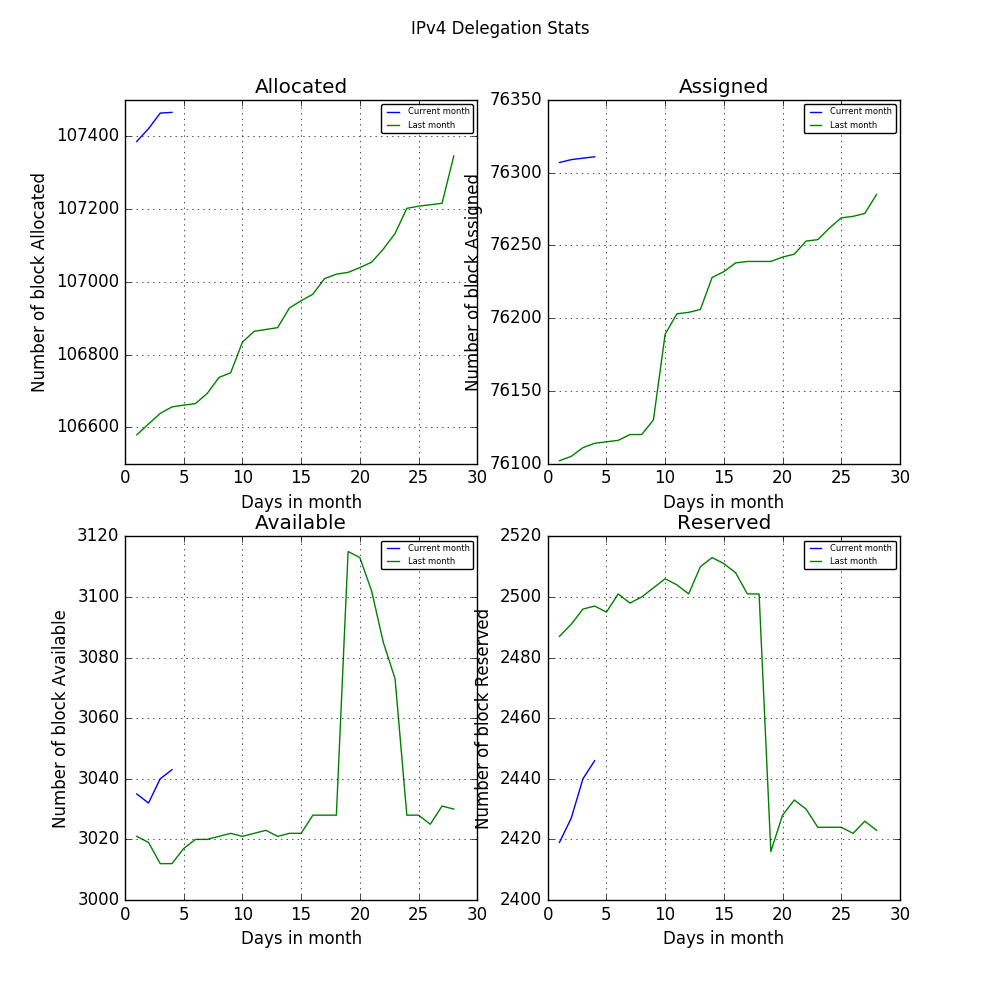 IPv4 Delegation Stats
Allocated
Number of block Allocated
107400
107200
107000
106800
106600
Current month
Last month
0 5 10 15 20 25 30
Days in month
Assigned
Number of block Assigned
76350
76300
76250
76200
76150
76100
Current month
Last month
0 5 10 15 20 25 30
Days in month
Available
Number of block Available
3120
3100
3080
3060
3040
3020
3000
Current month
Last month
0 5 10 15 20 25 30
Days in month
Reserved
Number of block Reserved
2520
2500
2480
2460
2440
2420
2400
Current month
Last month
0 5 10 15 20 25 30
Days in month